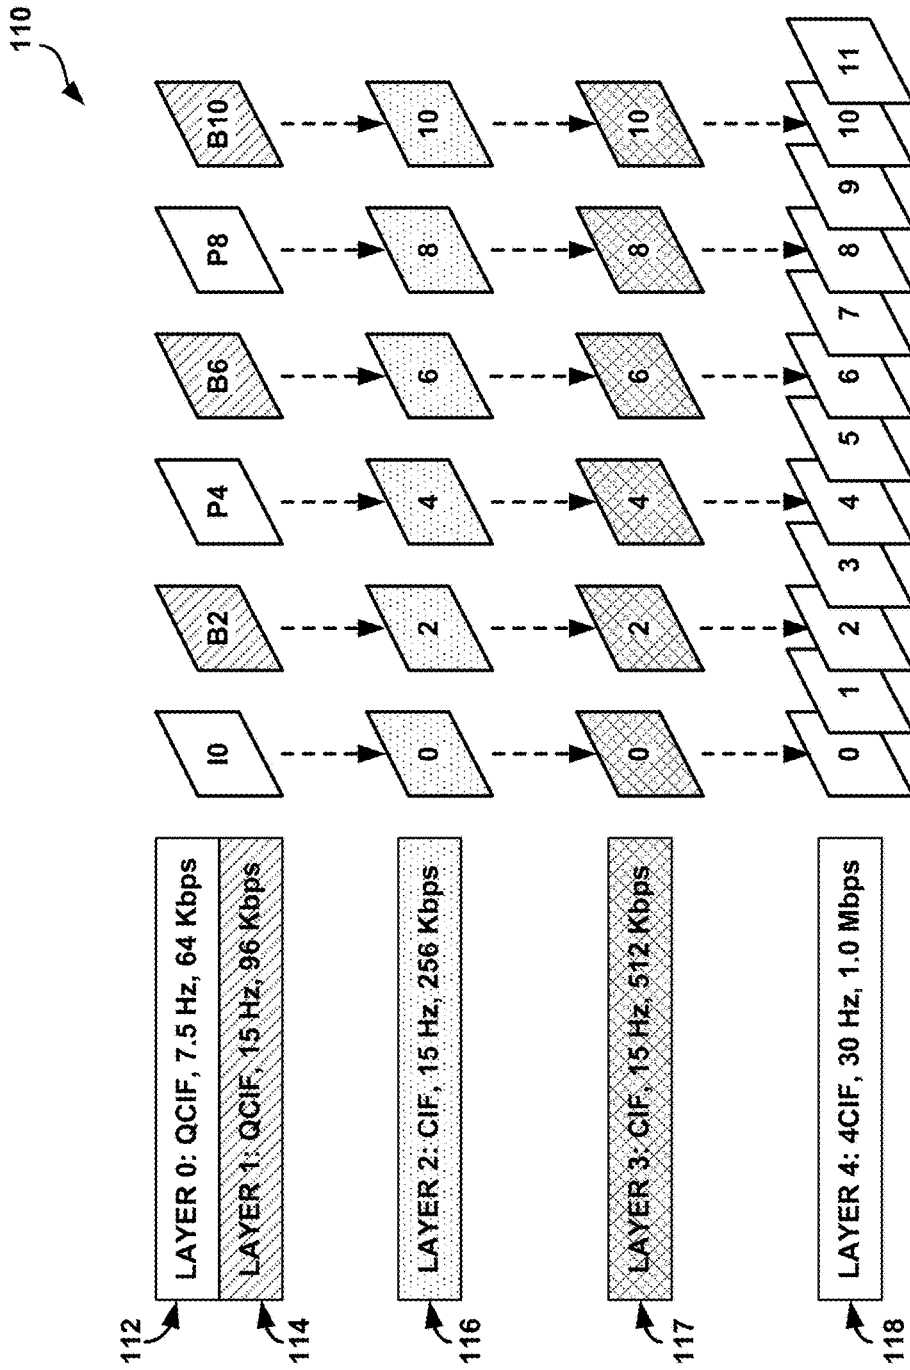 110
112
LAYER 0: QCIF, 7.5 Hz, 64 Kbps
I0
B2
P4
B6
P8
B10
114
LAYER 1: QCIF, 15 Hz, 96 Kbps
116
LAYER 2: CIF, 15 Hz, 256 Kbps
0
2
4
6
8
10
117
LAYER 3: CIF, 15 Hz, 512 Kbps
0
2
4
6
8
10
118
LAYER 4: 4CIF, 30 Hz, 1.0 Mbps
0
1
2
3
4
5
6
7
8
9
10
11